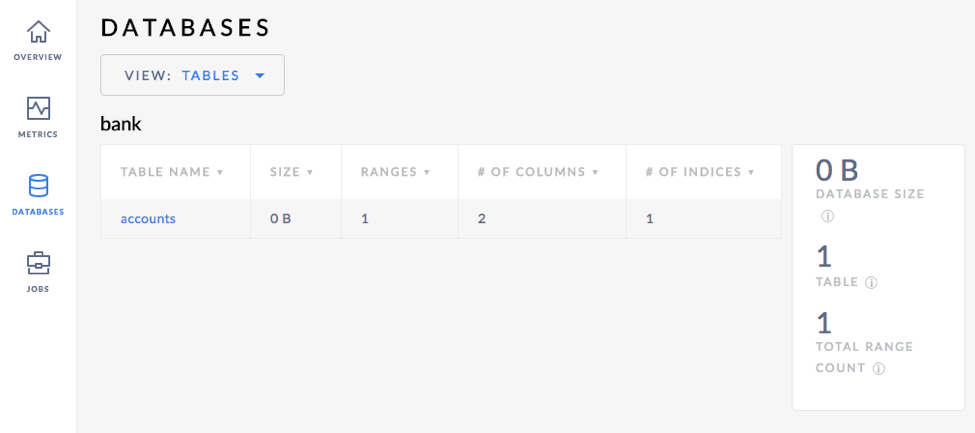 OVERVIEW
METRICS
DATABASES
JOBS
DATABASES
VIEW: TABLES
bank
TABLE NAME SIZE RANGES # OF COLUMNS # OF INDICES
accounts 0 B 1 2 1
0 B
DATABASE SIZE
1
TABLE
1
TOTAL RANGE
COUNT